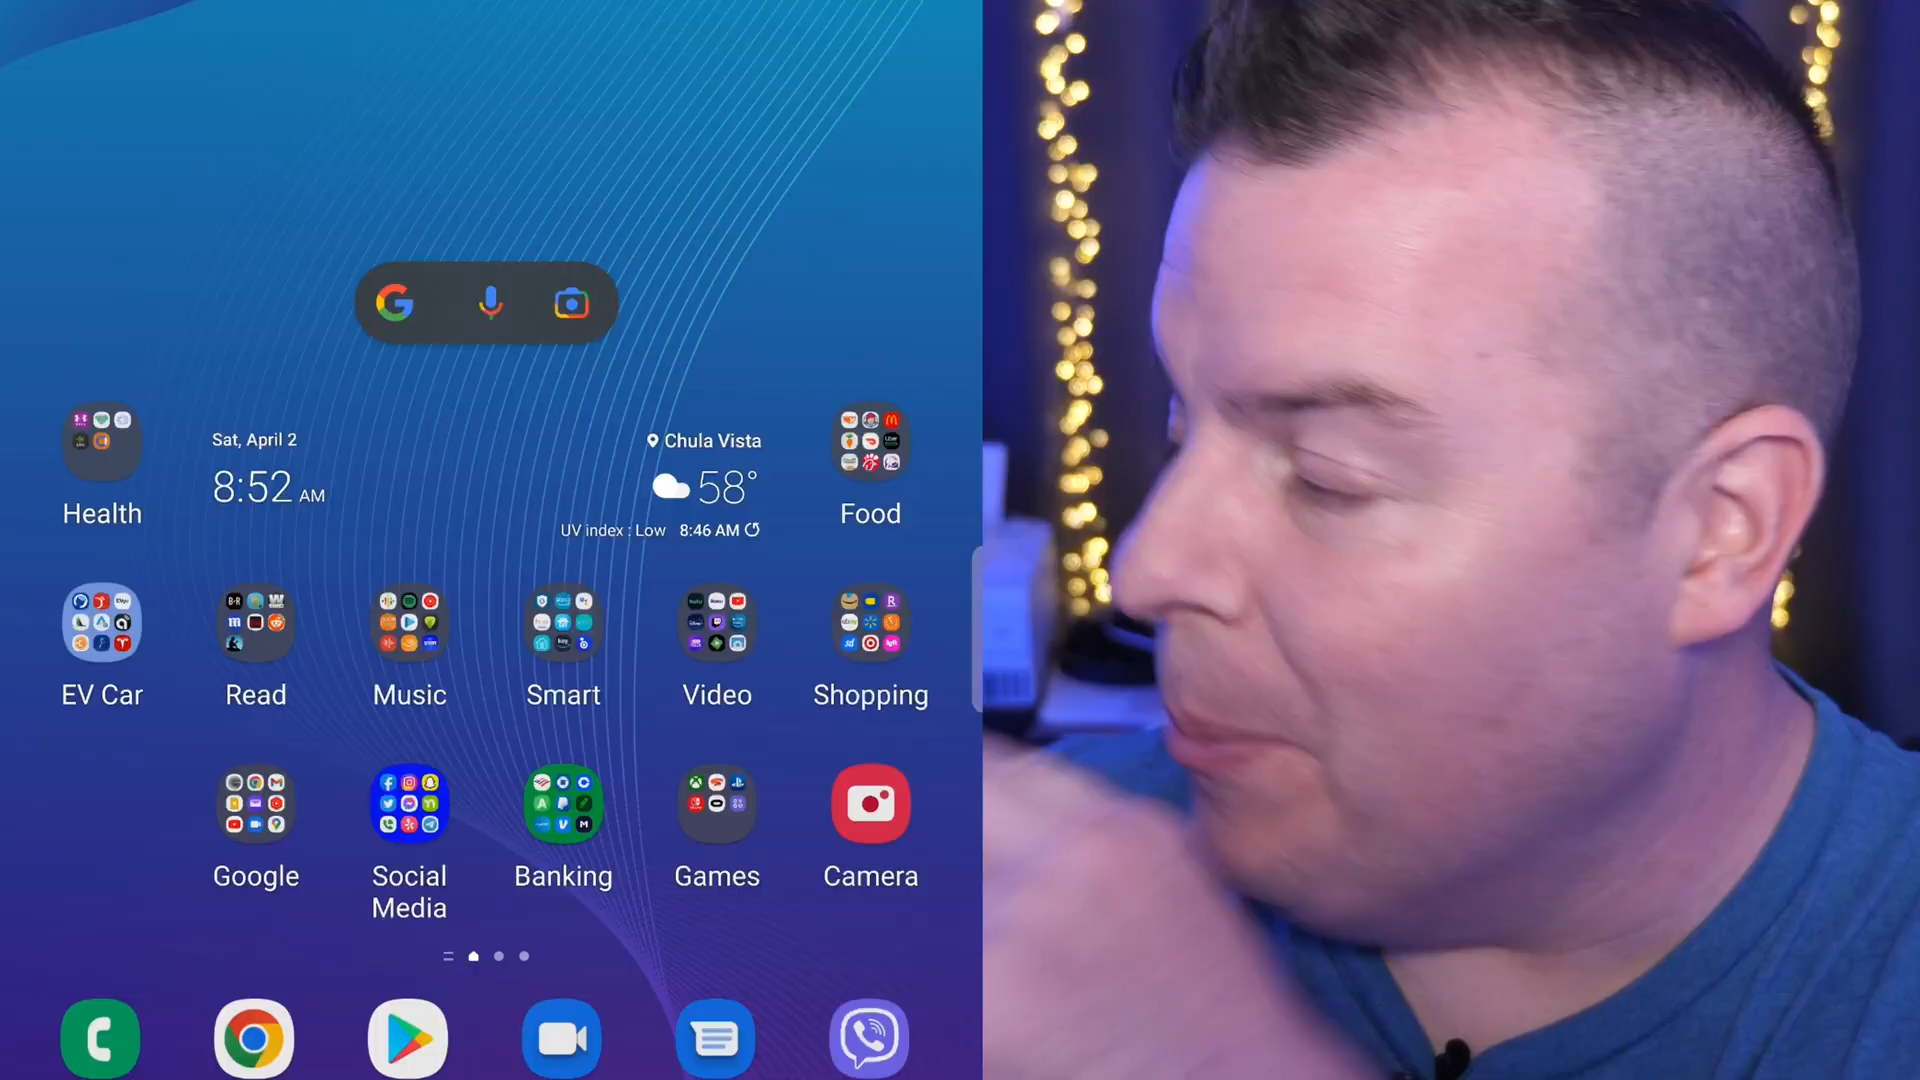 Sat, April 2
8:52 AM
Chula Vista
58°
UV index : Low 8:46 AM
Health
Food
EV Car
Read
Music
Smart
Video
Shopping
Google
Social
Media
Banking
Games
Camera